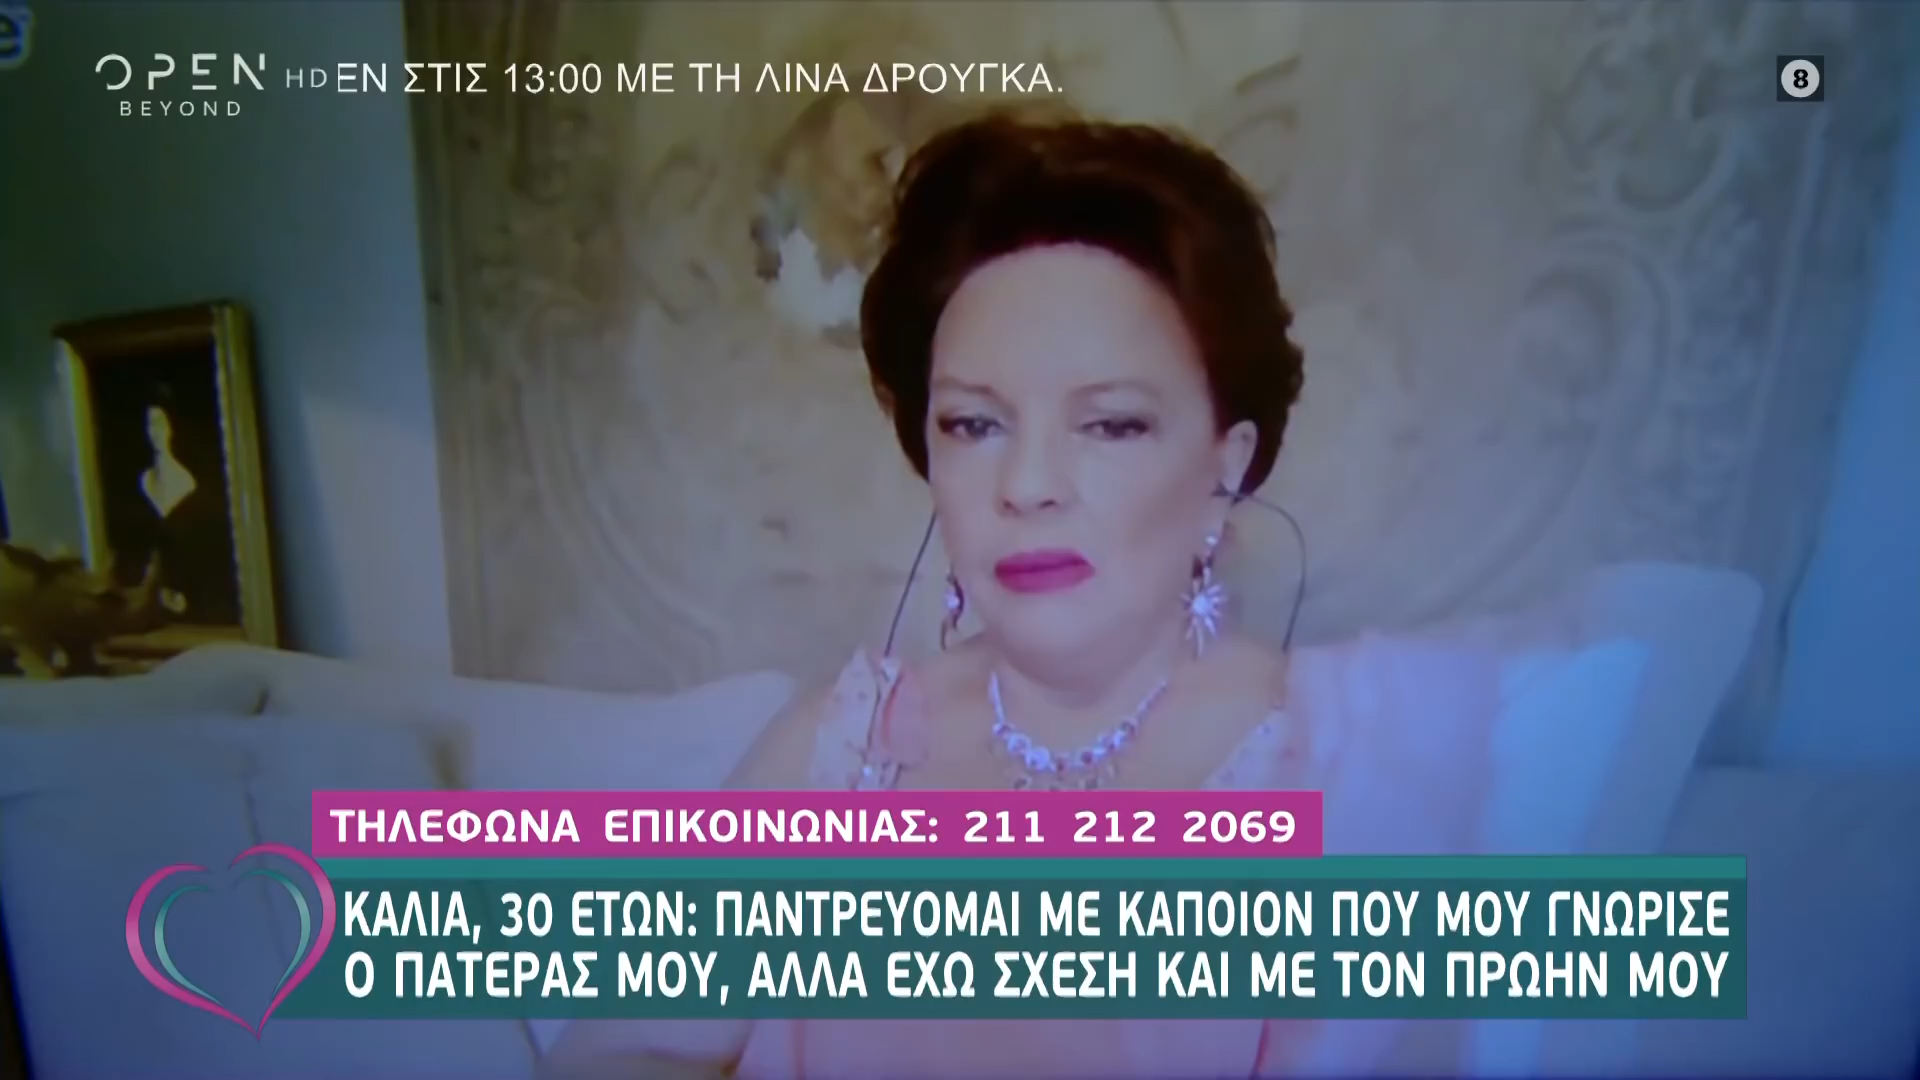 OPEN HD
BEYOND
ΕΝ ΣΤΙΣ 13:00 ΜΕ ΤΗ ΛΙΝΑ ΔΡΟΥΓΚΑ.
8
ΤΗΛΕΦΩΝΑ ΕΠΙΚΟΙΝΩΝΙΑΣ: 211 212 2069
ΚΑΛΙΑ, 30 ΕΤΩΝ: ΠΑΝΤΡΕΥΟΜΑΙ ΜΕ ΚΑΠΟΙΟΝ ΠΟΥ ΜΟΥ ΓΝΩΡΙΣΕ
Ο ΠΑΤΕΡΑΣ ΜΟΥ, ΑΛΛΑ ΕΧΩ ΣΧΕΣΗ ΚΑΙ ΜΕ ΤΟΝ ΠΡΩΗΝ ΜΟΥ